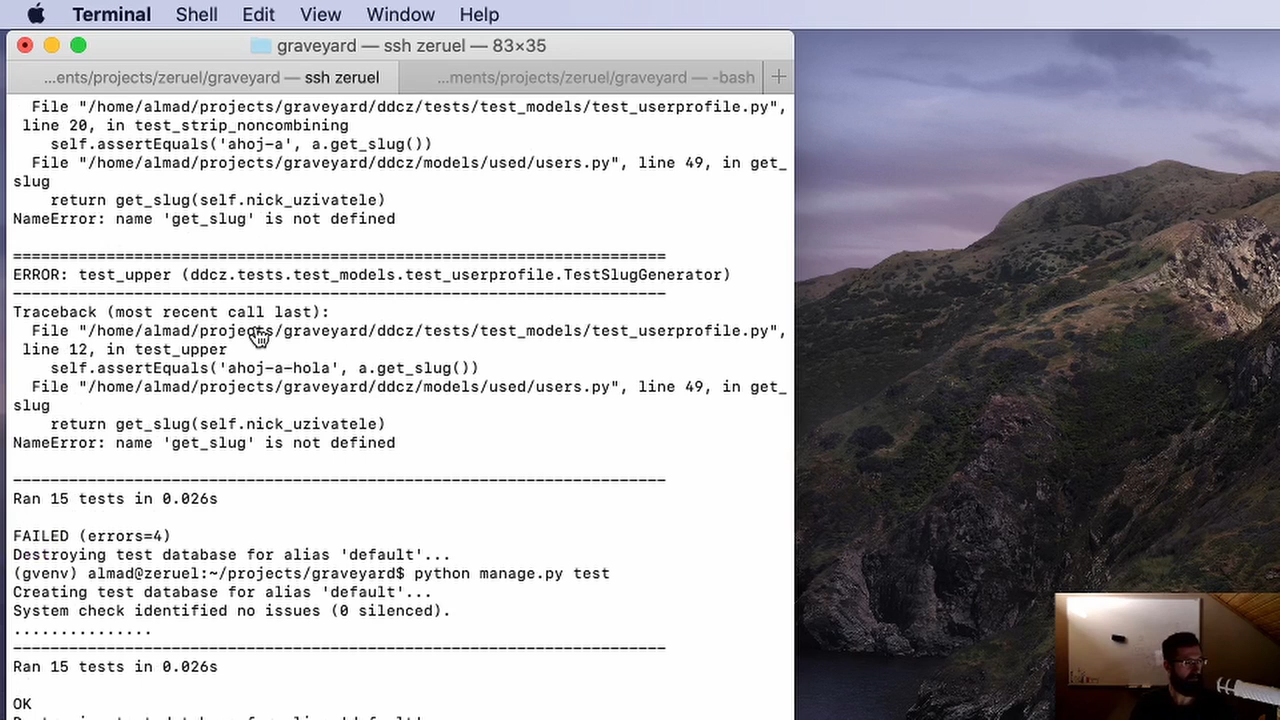 Terminal Shell Edit View Window Help
graveyard — ssh zeruel — 83×35
...ents/projects/zeruel/graveyard — ssh zeruel ...ments/projects/zeruel/graveyard — -bash +
File "/home/almad/projects/graveyard/ddcz/tests/test_models/test_userprofile.py",
line 20, in test_strip_noncombining
self.assertEquals('ahoj-a', a.get_slug())
File "/home/almad/projects/graveyard/ddcz/models/used/users.py", line 49, in get_
slug
return get_slug(self.nick_uzivatele)
NameError: name 'get_slug' is not defined
======================================================================
ERROR: test_upper (ddcz.tests.test_models.test_userprofile.TestSlugGenerator)
----------------------------------------------------------------------
Traceback (most recent call last):
File "/home/almad/projects/graveyard/ddcz/tests/test_models/test_userprofile.py",
line 12, in test_upper
self.assertEquals('ahoj-a-hola', a.get_slug())
File "/home/almad/projects/graveyard/ddcz/models/used/users.py", line 49, in get_
slug
return get_slug(self.nick_uzivatele)
NameError: name 'get_slug' is not defined
----------------------------------------------------------------------
Ran 15 tests in 0.026s
FAILED (errors=4)
Destroying test database for alias 'default'...
(gvenv) almad@zeruel:~/projects/graveyard$ python manage.py test
Creating test database for alias 'default'...
System check identified no issues (0 silenced).
...............
----------------------------------------------------------------------
Ran 15 tests in 0.026s
OK